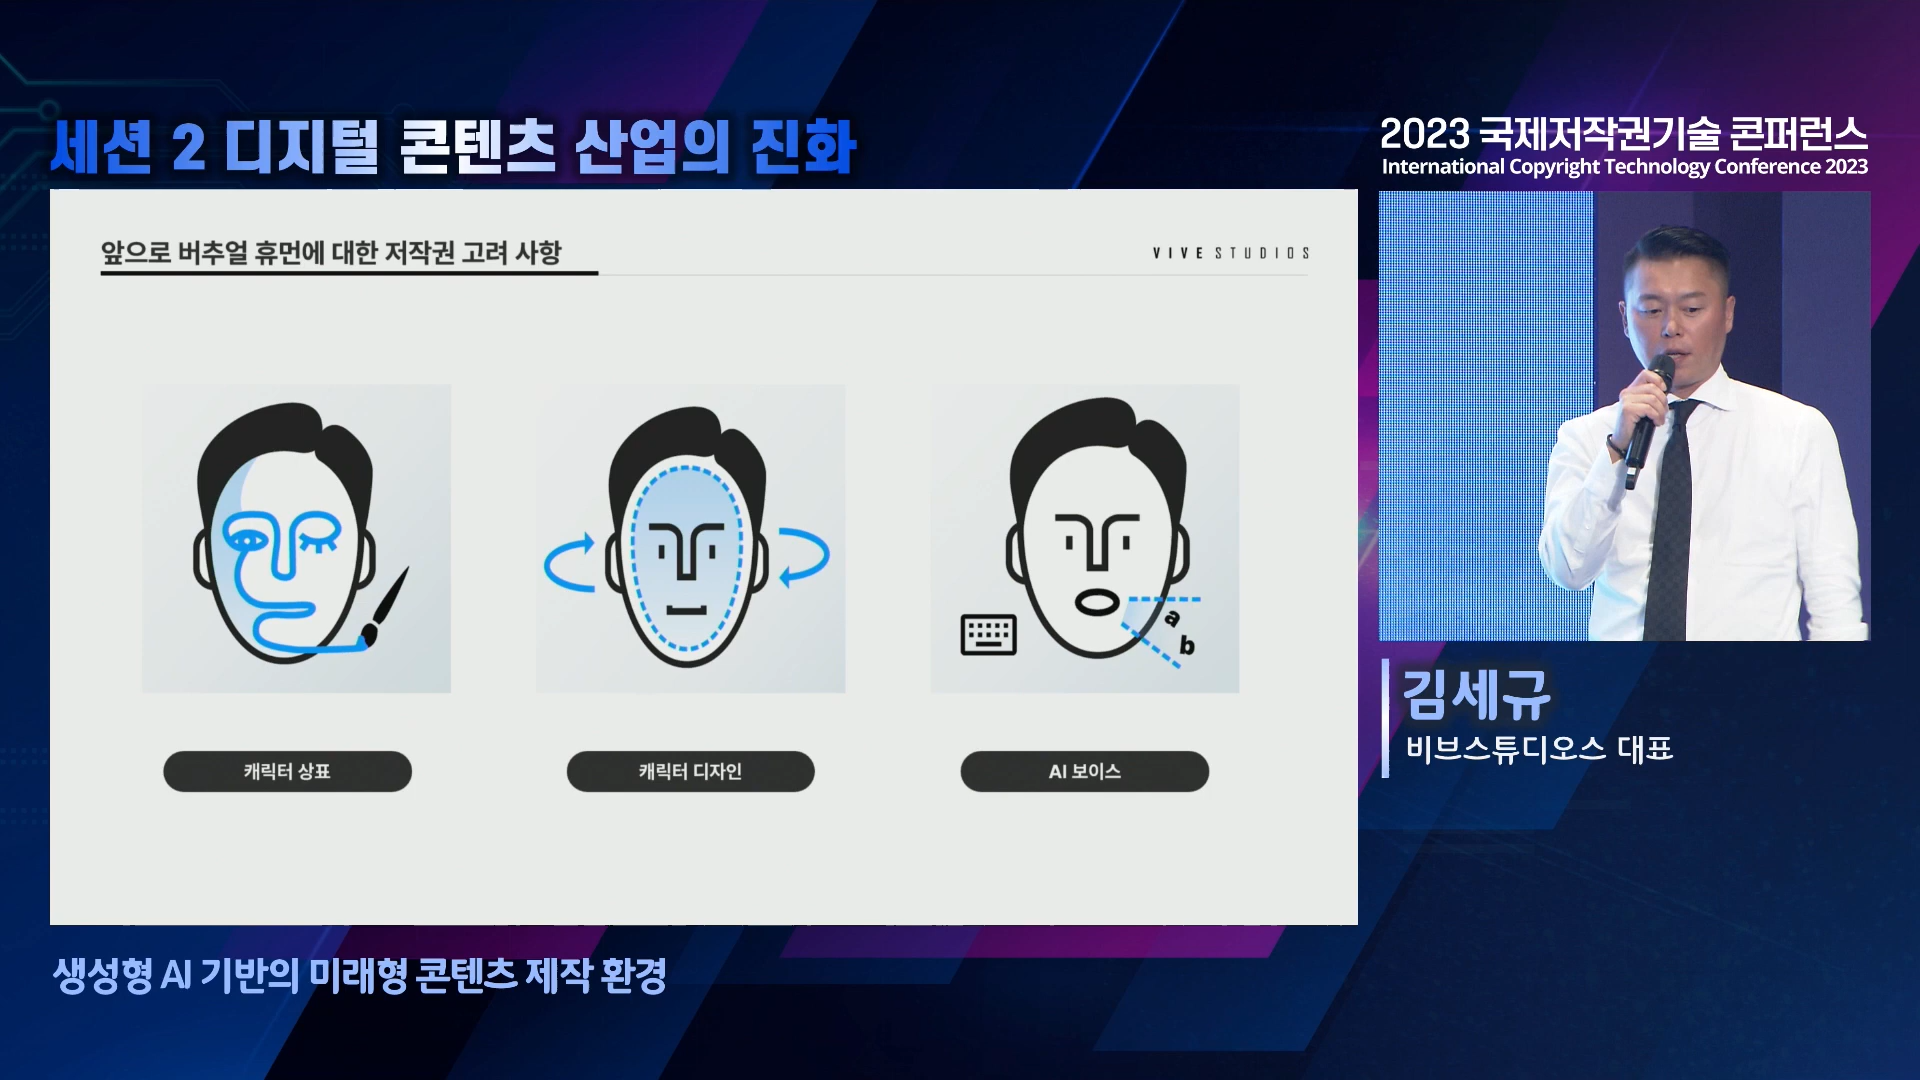 세션 2 디지털 콘텐츠 산업의 진화
2023 국제저작권기술 콘퍼런스
International Copyright Technology Conference 2023
앞으로 버추얼 휴먼에 대한 저작권 고려 사항
VIVE STUDIOS
a
b
캐릭터 상표
캐릭터 디자인
AI 보이스
김세규
비브스튜디오스 대표
생성형 AI 기반의 미래형 콘텐츠 제작 환경